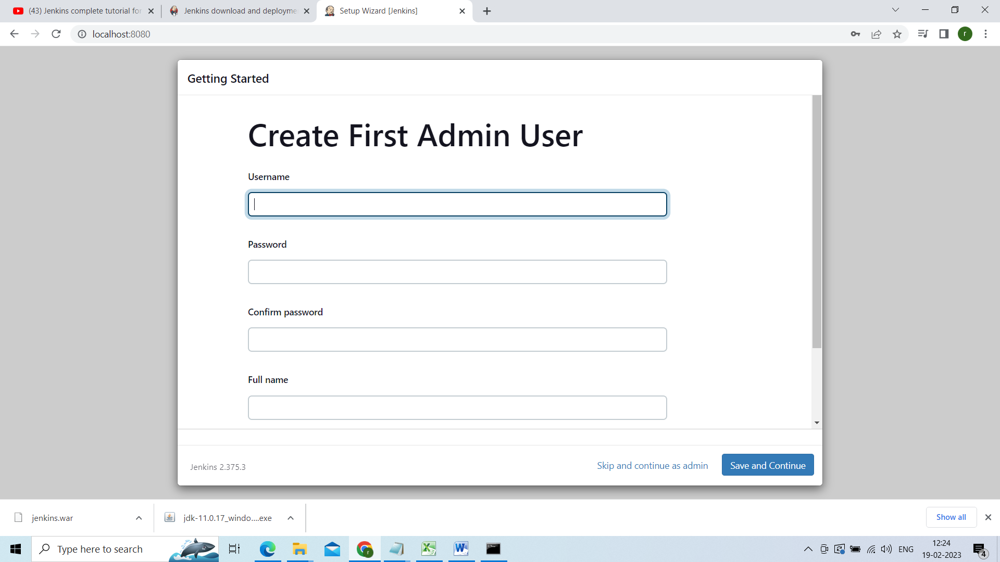 (43) Jenkins complete tutorial for
Jenkins download and deployme
Setup Wizard [Jenkins]
localhost:8080
r
Getting Started
Create First Admin User
Username
Password
Confirm password
Full name
Jenkins 2.375.3
Skip and continue as admin
Save and Continue
jenkins.war
jdk-11.0.17_windo....exe
Show all
Type here to search
r
ENG
12:24
19-02-2023
4